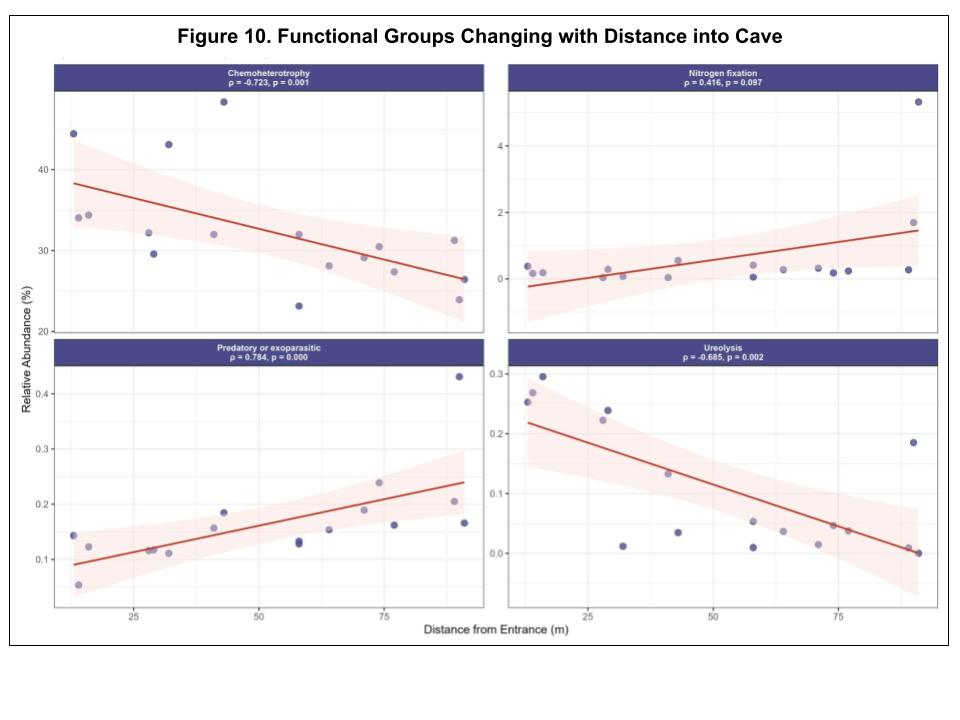 Figure 10. Functional Groups Changing with Distance into Cave
Chemoheterotrophy
ρ = -0.723, p = 0.001
Nitrogen fixation
ρ = 0.416, p = 0.097
40
30
20
4
2
0
Relative Abundance (%)
Predatory or exoparasitic
ρ = 0.784, p = 0.000
Ureolysis
ρ = -0.685, p = 0.002
0.4
0.3
0.2
0.1
0.3
0.2
0.1
0.0
25
50
75
25
50
75
Distance from Entrance (m)